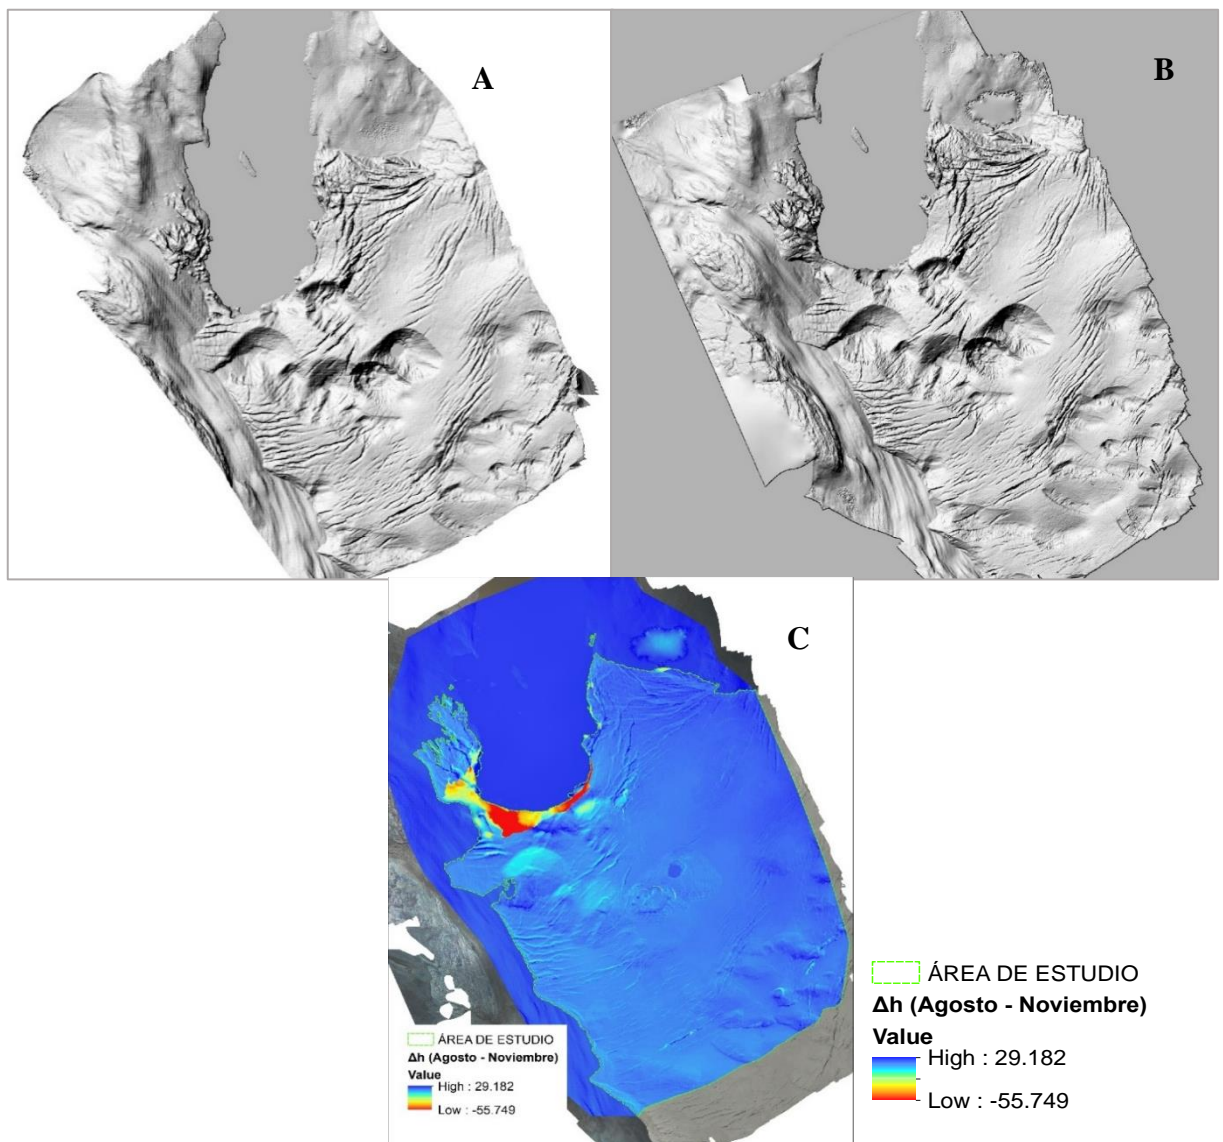 A
B
C
ÁREA DE ESTUDIO
Δh (Agosto - Noviembre)
Value
High : 29.182
Low : -55.749
ÁREA DE ESTUDIO
Δh (Agosto - Noviembre)
Value
High : 29.182
Low : -55.749